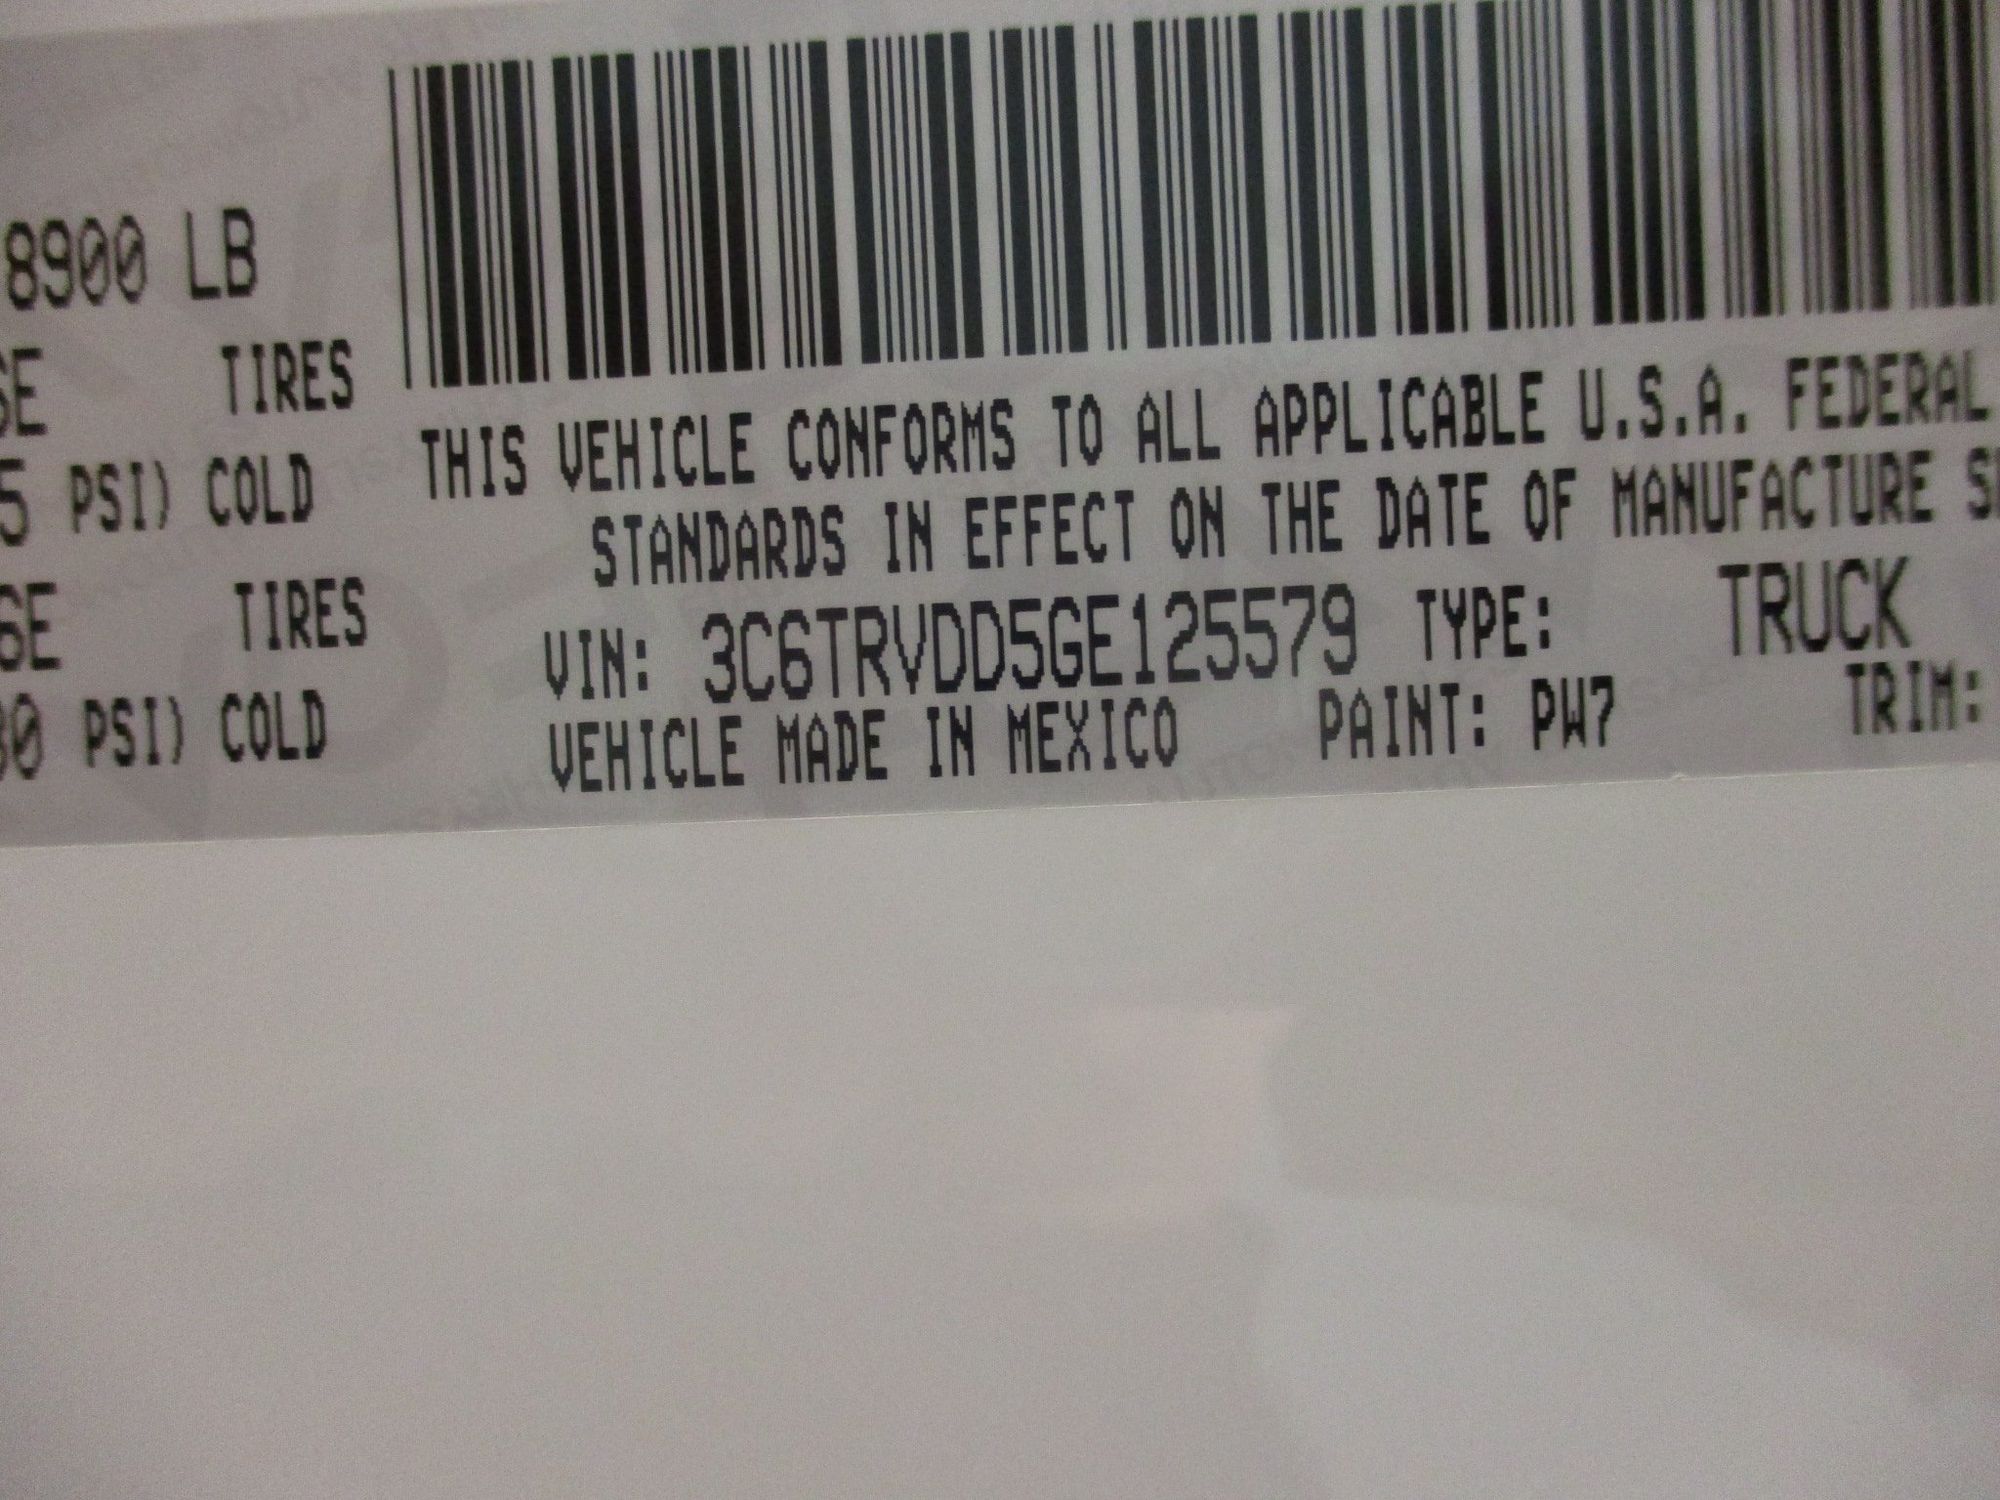 8900 LB
TIRES
5 PSI) COLD
TIRES
PSI) COLD
THIS VEHICLE CONFORMS TO ALL APPLICABLE U.S.A. FEDERAL
STANDARDS IN EFFECT ON THE DATE OF MANUFACTURE
VIN: 3C6TRVDD5GE125579 TYPE: TRUCK
VEHICLE MADE IN MEXICO PAINT: PW7 TRIM: